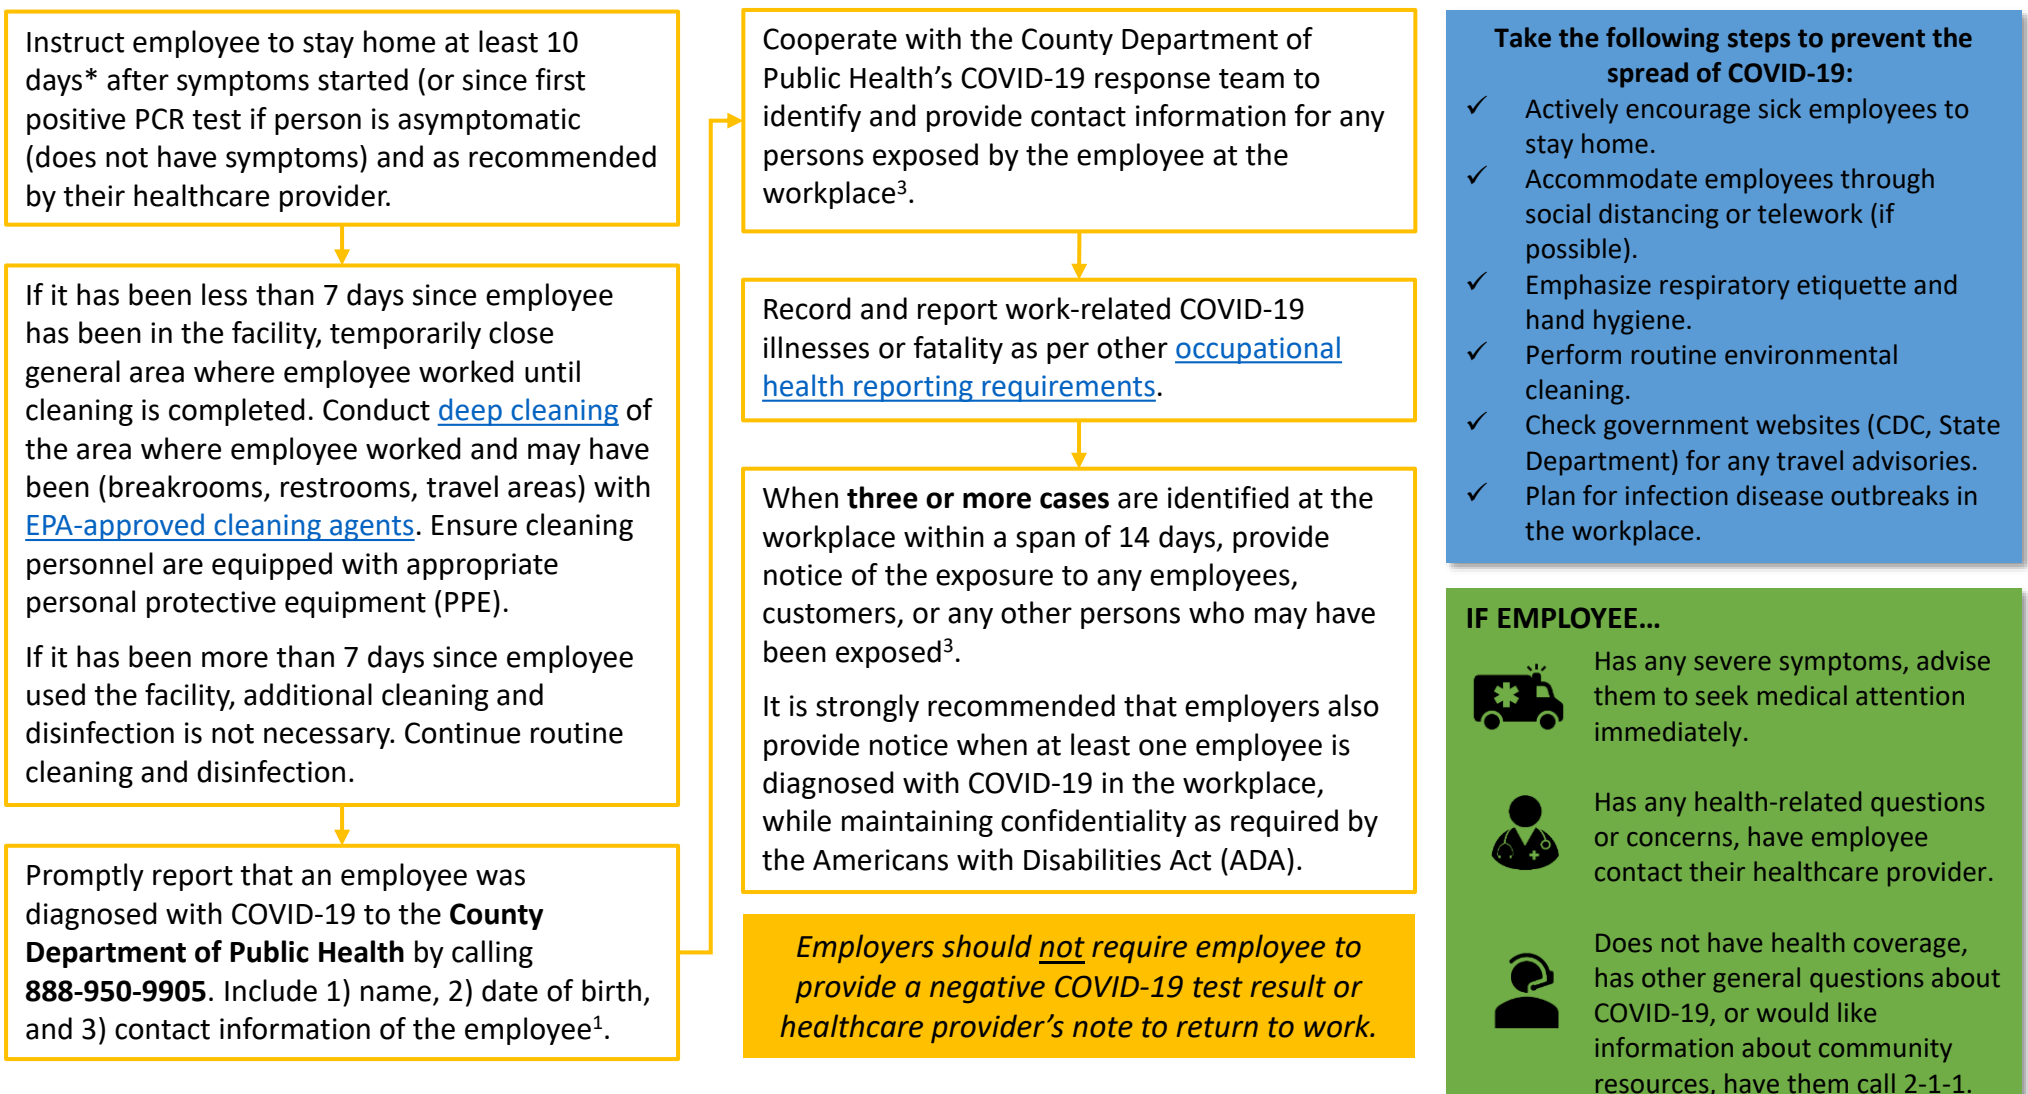 Instruct employee to stay home at least 10
days* after symptoms started (or since first
positive PCR test if person is asymptomatic
(does not have symptoms) and as recommended
by their healthcare provider.
If it has been less than 7 days since employee
has been in the facility, temporarily close
general area where employee worked until
cleaning is completed. Conduct deep cleaning of
the area where employee worked and may have
been (breakrooms, restrooms, travel areas) with
EPA-approved cleaning agents. Ensure cleaning
personnel are equipped with appropriate
personal protective equipment (PPE).
If it has been more than 7 days since employee
used the facility, additional cleaning and
disinfection is not necessary. Continue routine
cleaning and disinfection.
Promptly report that an employee was
diagnosed with COVID-19 to the County
Department of Public Health by calling
888-950-9905. Include 1) name, 2) date of birth,
and 3) contact information of the employee¹.
Cooperate with the County Department of
Public Health's COVID-19 response team to
identify and provide contact information for any
persons exposed by the employee at the
workplace³.
Record and report work-related COVID-19
illnesses or fatality as per other occupational
health reporting requirements.
When three or more cases are identified at the
workplace within a span of 14 days, provide
notice of the exposure to any employees,
customers, or any other persons who may have
been exposed³.
It is strongly recommended that employers also
provide notice when at least one employee is
diagnosed with COVID-19 in the workplace,
while maintaining confidentiality as required by
the Americans with Disabilities Act (ADA).
Employers should not require employee to
provide a negative COVID-19 test result or
healthcare provider's note to return to work.
Take the following steps to prevent the
spread of COVID-19:
✓ Actively encourage sick employees to
stay home.
✓ Accommodate employees through
social distancing or telework (if
possible).
✓ Emphasize respiratory etiquette and
hand hygiene.
✓ Perform routine environmental
cleaning.
✓ Check government websites (CDC, State
Department) for any travel advisories.
✓ Plan for infection disease outbreaks in
the workplace.
IF EMPLOYEE…
Has any severe symptoms, advise
them to seek medical attention
immediately.
Has any health-related questions
or concerns, have employee
contact their healthcare provider.
Does not have health coverage,
has other general questions about
COVID-19, or would like
information about community
resources, have them call 2-1-1.